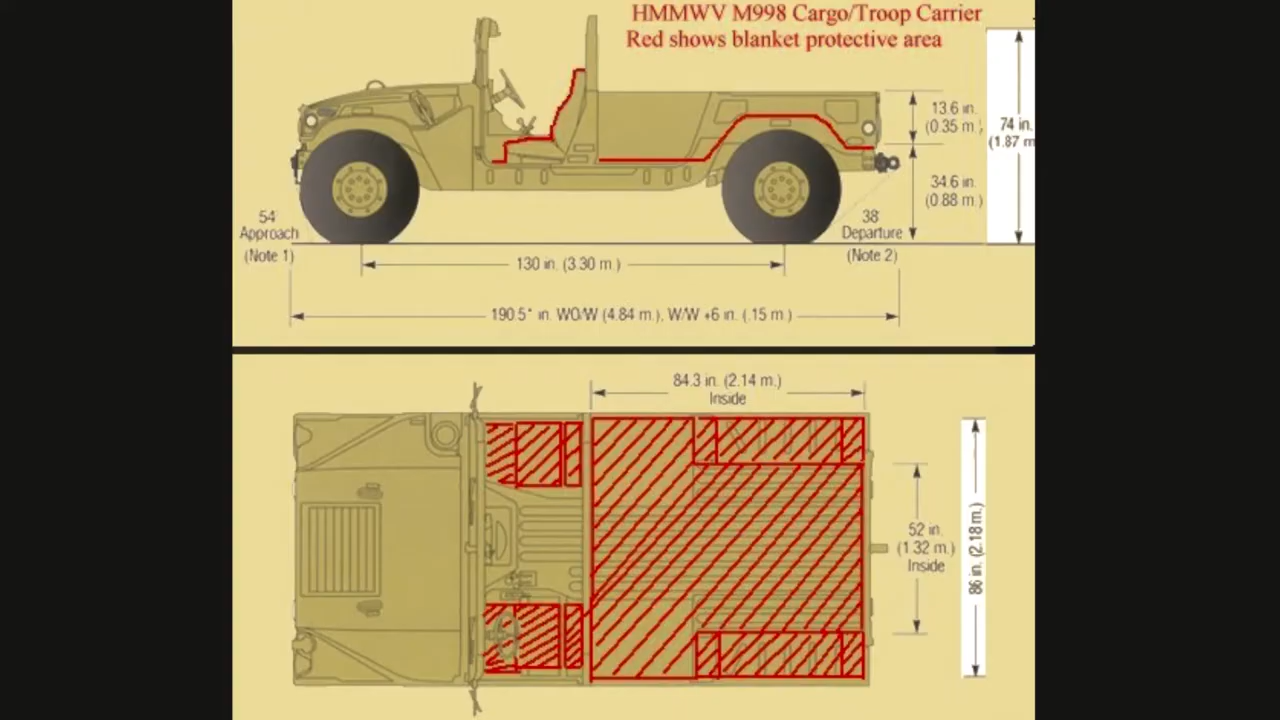 HMMWV M998 Cargo/Troop Carrier
Red shows blanket protective area
13.6 in.
(0.35 m.)
74 in.
(1.87 m
34.6 in.
(0.88 m.)
54
Approach
(Note 1)
38
Departure
(Note 2)
130 in. (3.30 m.)
190.5* in. WO/W (4.84 m.), W/W +6 in. (.15 m.)
84.3 in. (2.14 m.)
Inside
52 in.
(1.32 m.)
Inside
86 in. (2.18 m.)